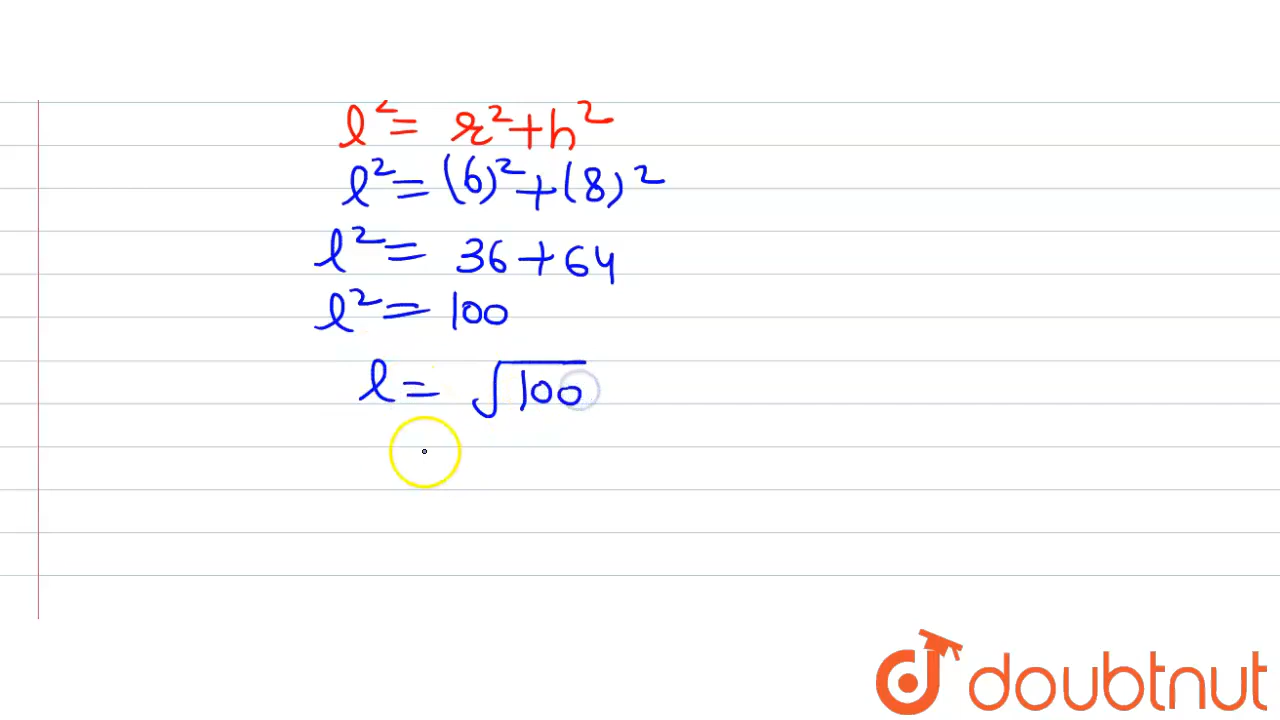 l² = r² + h²
l² = (6)² + (8)²
l² = 36 + 64
l² = 100
l = √100
doubtnut